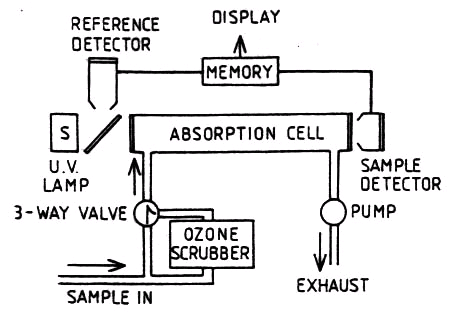 DISPLAY
REFERENCE
DETECTOR
MEMORY
S
ABSORPTION CELL
U.V.
LAMP
SAMPLE
DETECTOR
3-WAY VALVE
PUMP
OZONE
SCRUBBER
SAMPLE IN
EXHAUST